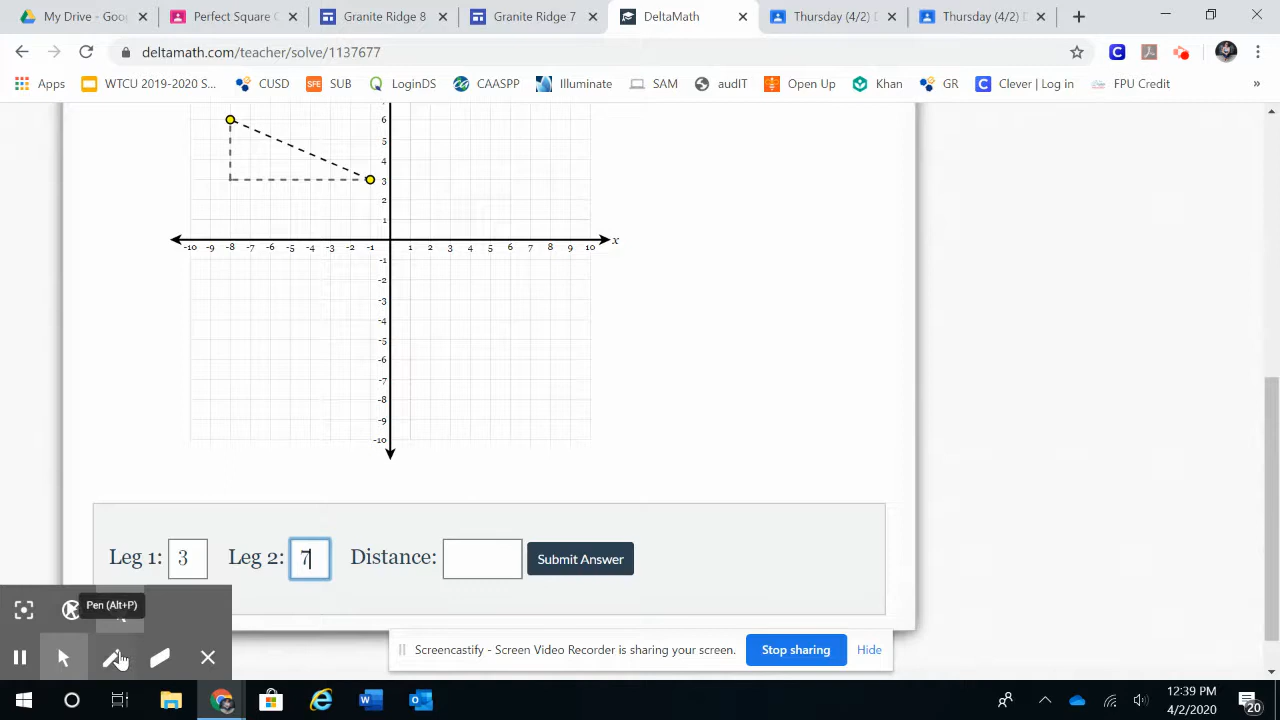 My Drive - Goo
Perfect Square C
Granite Ridge 8
Granite Ridge 7
DeltaMath
Thursday (4/2)
Thursday (4/2)
deltamath.com/teacher/solve/1137677
Apps
WTCU 2019-2020 S...
CUSD
SUB
LoginDS
CAASPP
Illuminate
SAM
audIT
Open Up
Khan
GR
Clever | Log in
FPU Credit
»
6
5
4
3
2
1
-10 -9 -8 -7 -6 -5 -4 -3 -2 -1 1 2 3 4 5 6 7 8 9 10 x
-1
-2
-3
-4
-5
-6
-7
-8
-9
-10
Leg 1: 3 Leg 2: 7 Distance: Submit Answer
Pen (Alt+P)
Screencastify - Screen Video Recorder is sharing your screen. Stop sharing Hide
12:39 PM
4/2/2020
20